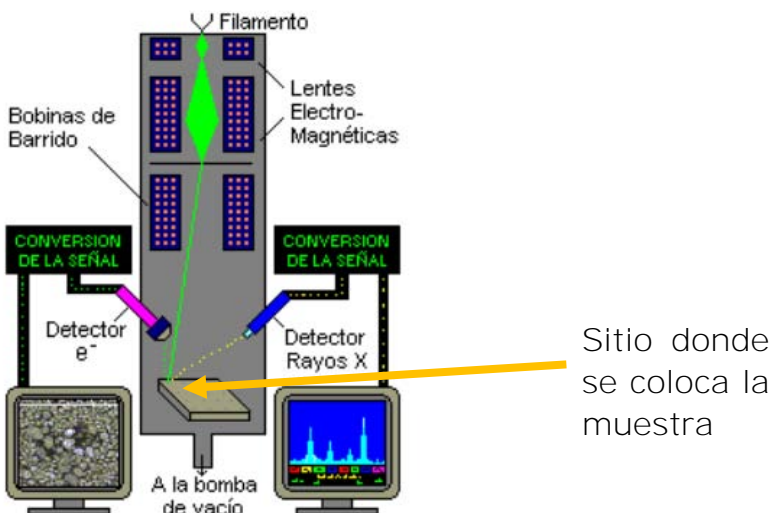 Filamento
Lentes
Electro-
Magnéticas
Bobinas de
Barrido
CONVERSION
DE LA SEÑAL
CONVERSION
DE LA SEÑAL
Detector
e-
Detector
Rayos X
Sitio donde
se coloca la
muestra
A la bomba
de vacío